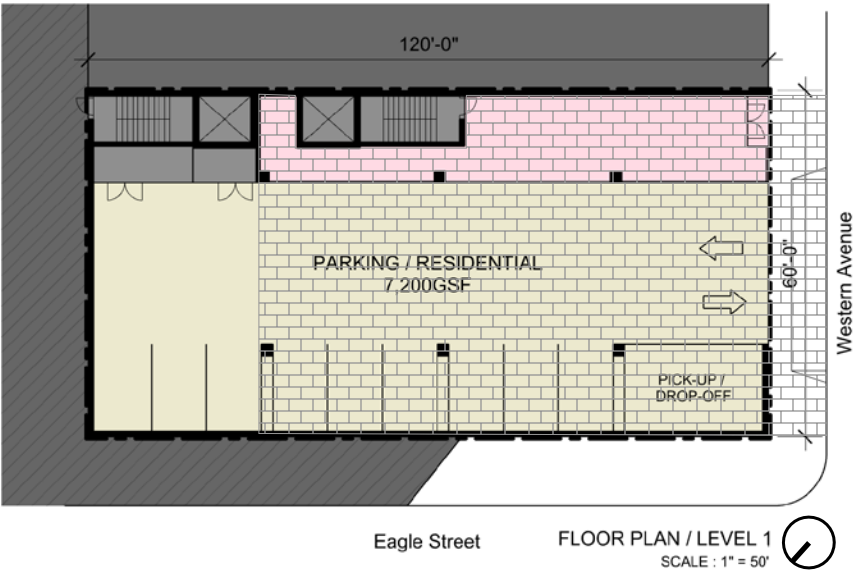 120'-0"
PARKING / RESIDENTIAL
7,200GSF
60'-0"
Western Avenue
PICK-UP /
DROP-OFF
Eagle Street
FLOOR PLAN / LEVEL 1
SCALE : 1" = 50'